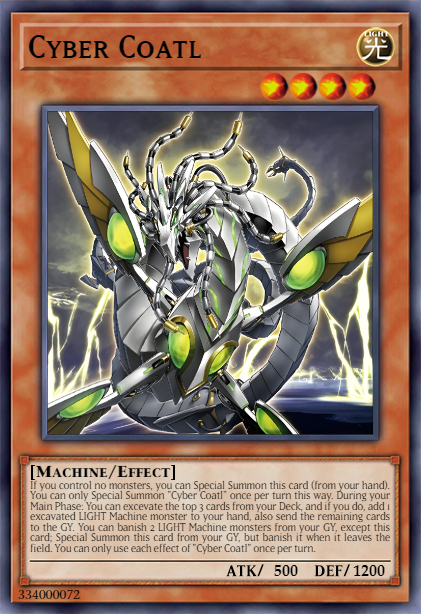 CYBER COATL
LIGHT
光
[MACHINE/EFFECT]
If you control no monsters, you can Special Summon this card (from your hand).
You can only Special Summon "Cyber Coatl" once per turn this way. During your
Main Phase: You can excevate the top 3 cards from your Deck, and if you do, add 1
excavated LIGHT Machine monster to your hand, also send the remaining cards
to the GY. You can banish 2 LIGHT Machine monsters from your GY, except this
card; Special Summon this card from your GY, but banish it when it leaves the
field. You can only use each effect of "Cyber Coatl" once per turn.
ATK/ 500 DEF/1200
334000072